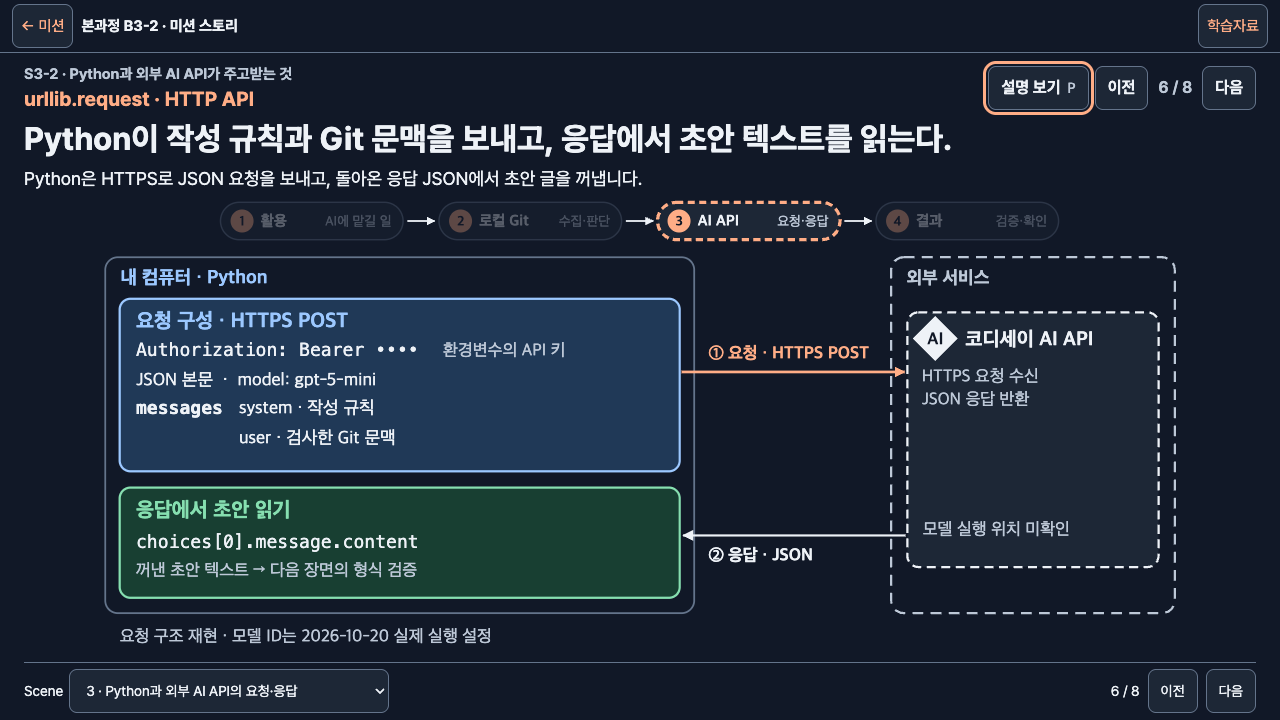 ← 미션
본과정 B3-2 · 미션 스토리
학습자료
S3-2 · Python과 외부 AI API가 주고받는 것
urllib.request · HTTP API
설명 보기 P
이전
6 / 8
다음
Python이 작성 규칙과 Git 문맥을 보내고, 응답에서 초안 텍스트를 읽는다.
Python은 HTTPS로 JSON 요청을 보내고, 돌아온 응답 JSON에서 초안 글을 꺼냅니다.
1 활용 AI에 맡길 일
2 로컬 Git 수집·판단
3 AI API 요청·응답
4 결과 검증·확인
내 컴퓨터 · Python
요청 구성 · HTTPS POST
Authorization: Bearer •••• 환경변수의 API 키
JSON 본문 · model: gpt-5-mini
messages system · 작성 규칙
user · 검사한 Git 문맥
① 요청 · HTTPS POST
외부 서비스
AI 코디세이 AI API
HTTPS 요청 수신
JSON 응답 반환
모델 실행 위치 미확인
응답에서 초안 읽기
choices[0].message.content
꺼낸 초안 텍스트 → 다음 장면의 형식 검증
② 응답 · JSON
요청 구조 재현 · 모델 ID는 2026-10-20 실제 실행 설정
Scene
3 · Python과 외부 AI API의 요청·응답
6 / 8
이전
다음